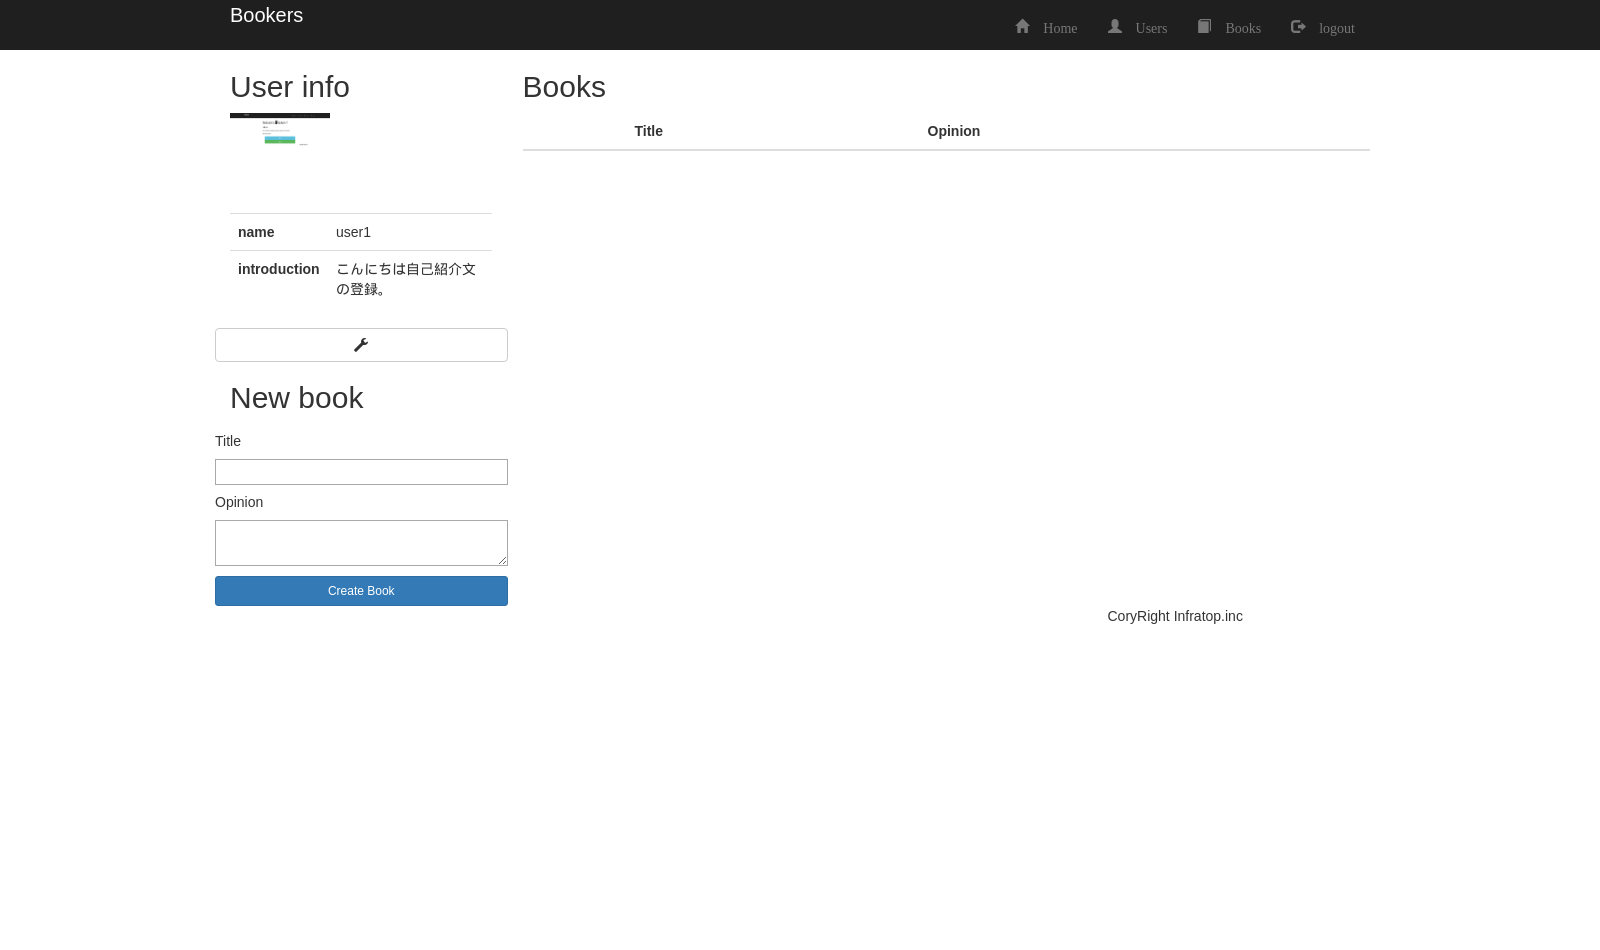 Bookers
Home
Users
Books
logout
User info
name
user1
introduction
こんにちは自己紹介文
の登録。
New book
Title
Opinion
Create Book
Books
Title
Opinion
CoryRight Infratop.inc